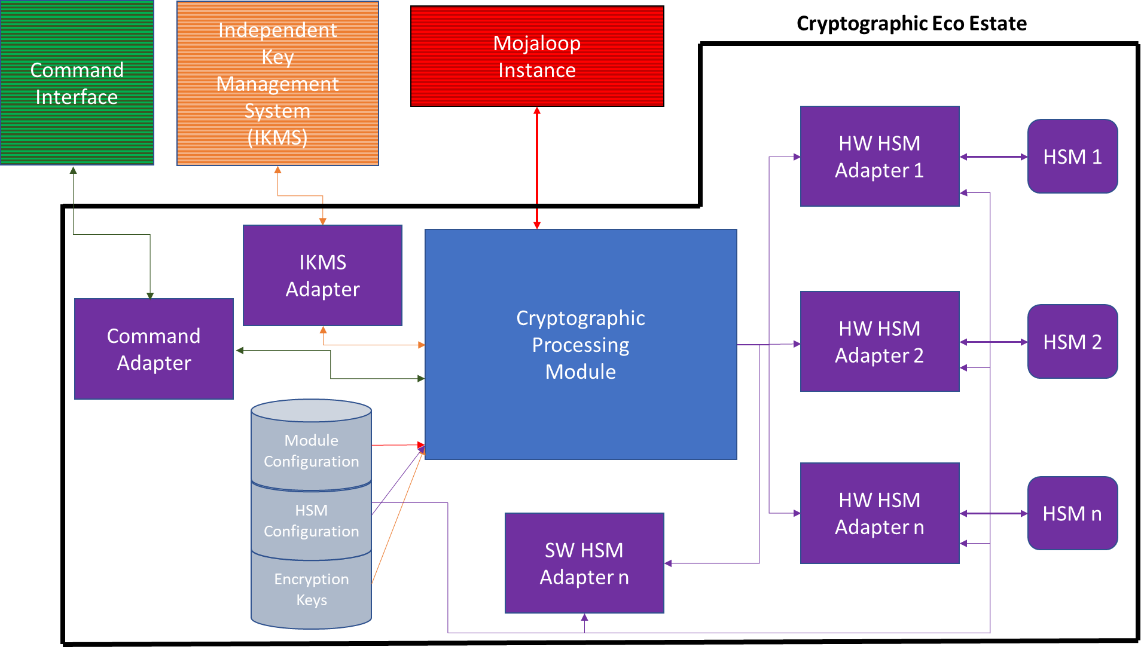 Cryptographic Eco Estate
Command
Interface
Independent
Key
Management
System
(IKMS)
Mojaloop
Instance
HW HSM
Adapter 1
HSM 1
IKMS
Adapter
Command
Adapter
Cryptographic
Processing
Module
HW HSM
Adapter 2
HSM 2
Module
Configuration
HSM
Configuration
Encryption
Keys
SW HSM
Adapter n
HW HSM
Adapter n
HSM n